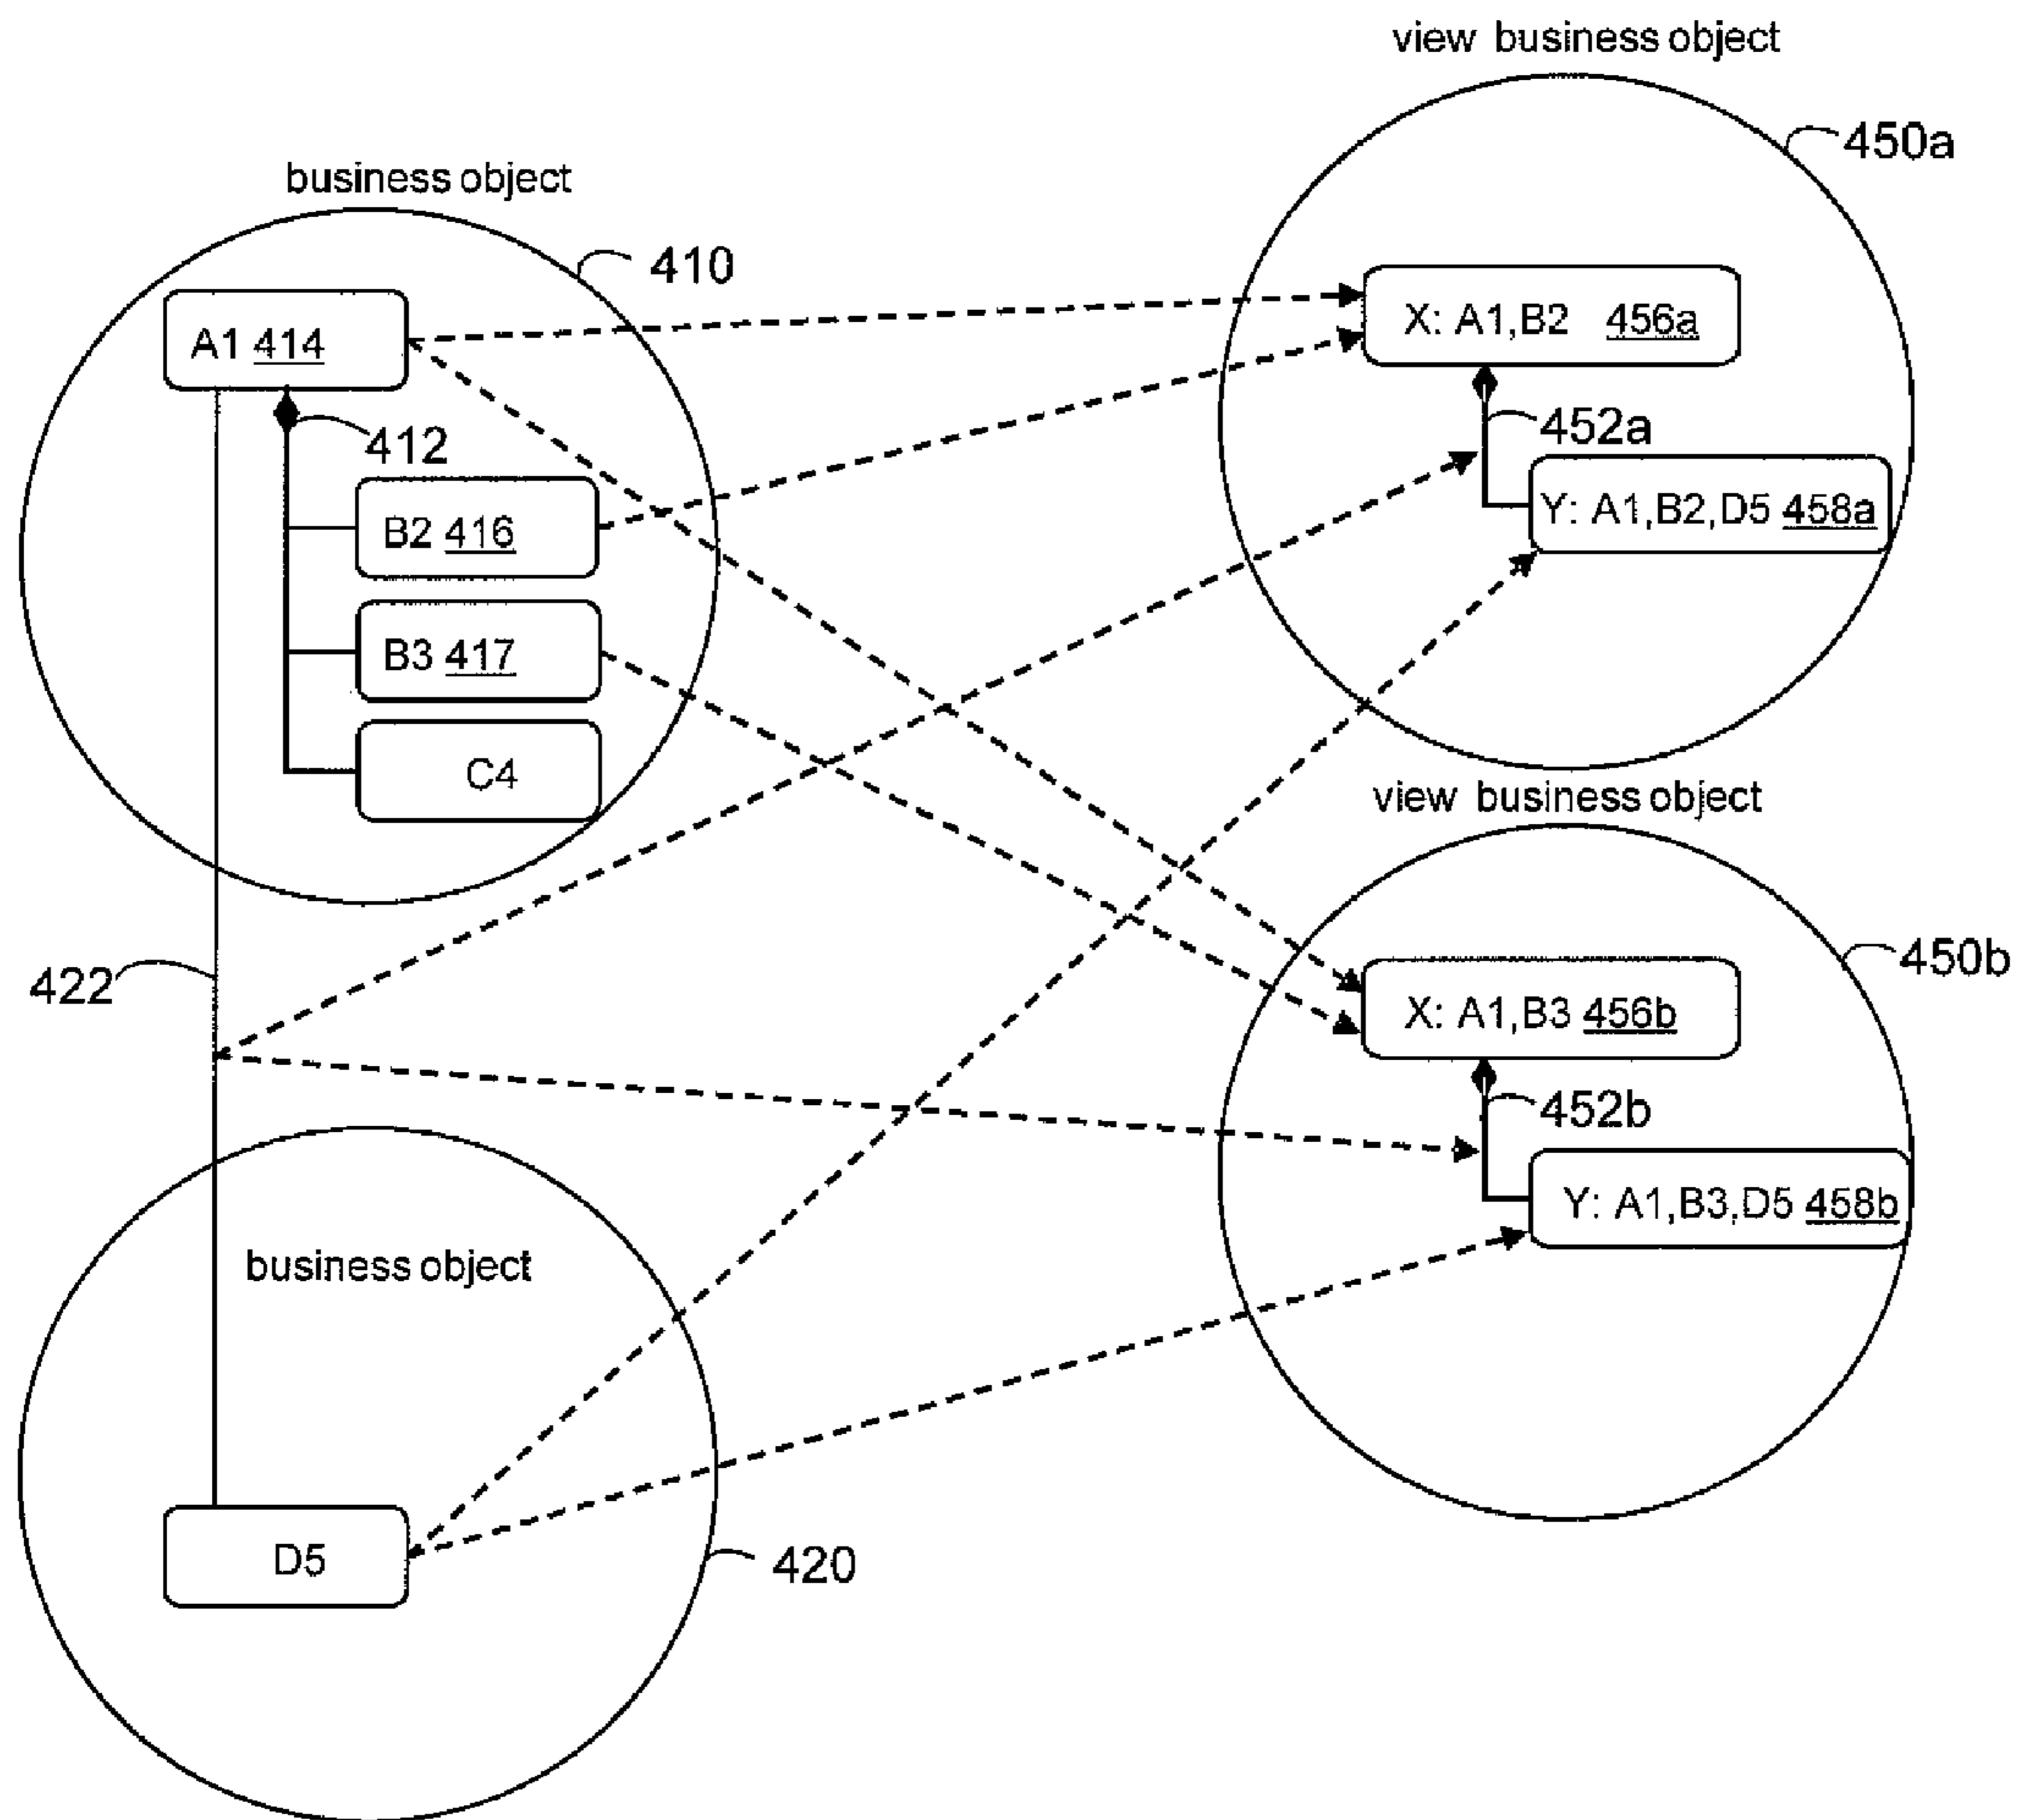 view business object
450a
business object
410
A1 414
X: A1,B2 456a
412
452a
B2 416
Y: A1,B2,D5 458a
B3 417
C4
view business object
450b
422
X: A1,B3 456b
452b
Y: A1,B3,D5 458b
business object
D5
420